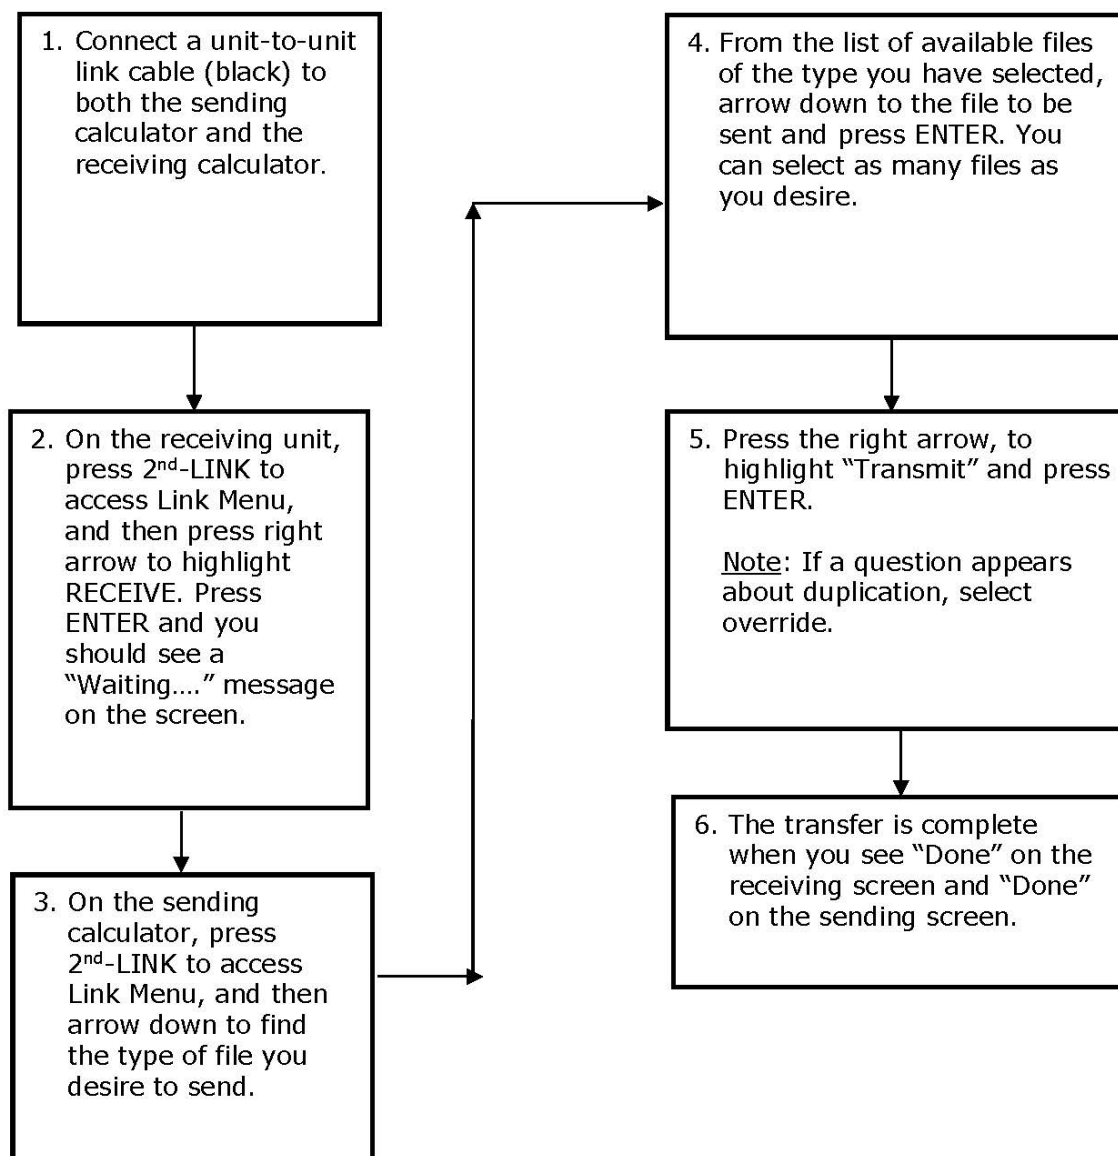 1. Connect a unit-to-unit
link cable (black) to
both the sending
calculator and the
receiving calculator.
2. On the receiving unit,
press 2nd-LINK to
access Link Menu,
and then press right
arrow to highlight
RECEIVE. Press
ENTER and you
should see a
“Waiting....” message
on the screen.
3. On the sending
calculator, press
2nd-LINK to access
Link Menu, and then
arrow down to find
the type of file you
desire to send.
4. From the list of available files
of the type you have selected,
arrow down to the file to be
sent and press ENTER. You
can select as many files as
you desire.
5. Press the right arrow, to
highlight “Transmit” and press
ENTER.
Note: If a question appears
about duplication, select
override.
6. The transfer is complete
when you see “Done” on the
receiving screen and “Done”
on the sending screen.